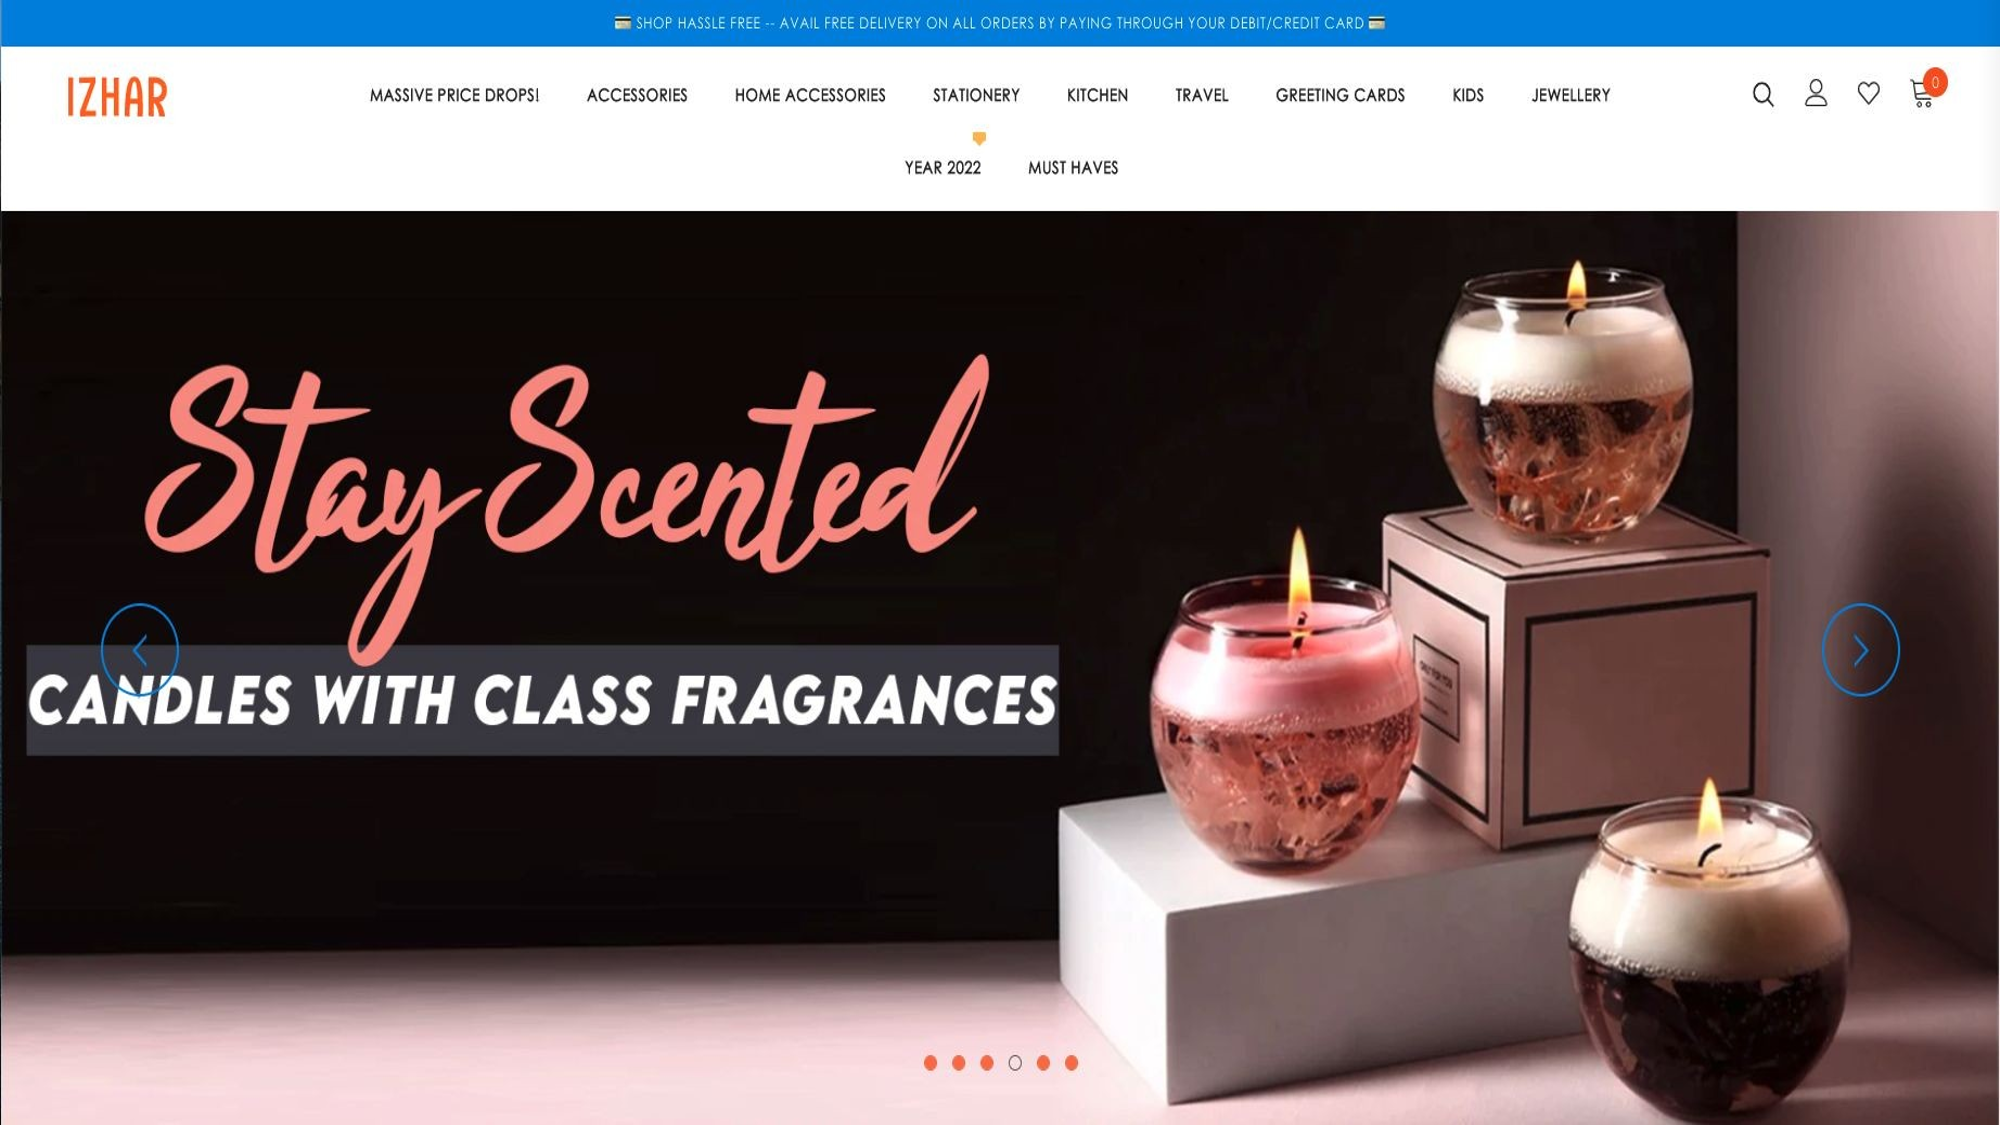 SHOP HASSLE FREE -- AVAIL FREE DELIVERY ON ALL ORDERS BY PAYING THROUGH YOUR DEBIT/CREDIT CARD
IZHAR
MASSIVE PRICE DROPS! ACCESSORIES HOME ACCESSORIES STATIONERY KITCHEN TRAVEL GREETING CARDS KIDS JEWELLERY
0
YEAR 2022 MUST HAVES
Stay Scented
CANDLES WITH CLASS FRAGRANCES